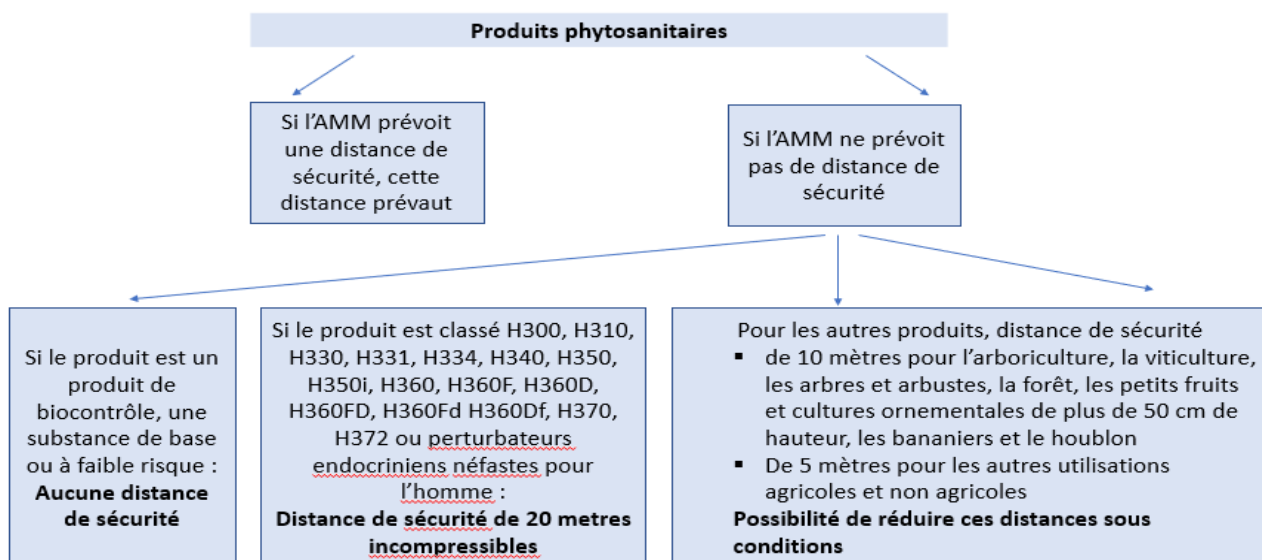 Produits phytosanitaires
Si l’AMM prévoit
une distance de
sécurité, cette
distance prévaut
Si l’AMM ne prévoit
pas de distance de
sécurité
Si le produit est un
produit de
biocontrôle, une
substance de base
ou à faible risque :
Aucune distance
de sécurité
Si le produit est classé H300, H310,
H330, H331, H334, H340, H350,
H350i, H360, H360F, H360D,
H360FD, H360Fd H360Df, H370,
H372 ou perturbateurs
endocriniens néfastes pour
l’homme :
Distance de sécurité de 20 metres
incompressibles
Pour les autres produits, distance de sécurité
▪ de 10 mètres pour l’arboriculture, la viticulture,
les arbres et arbustes, la forêt, les petits fruits
et cultures ornementales de plus de 50 cm de
hauteur, les bananiers et le houblon
▪ De 5 mètres pour les autres utilisations
agricoles et non agricoles
Possibilité de réduire ces distances sous
conditions